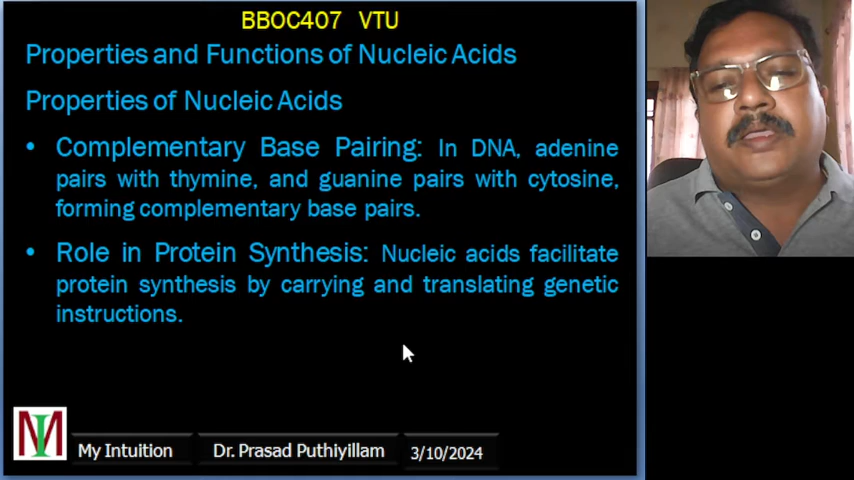 BBOC407 VTU
Properties and Functions of Nucleic Acids
Properties of Nucleic Acids
• Complementary Base Pairing: In DNA, adenine
pairs with thymine, and guanine pairs with cytosine,
forming complementary base pairs.
• Role in Protein Synthesis: Nucleic acids facilitate
protein synthesis by carrying and translating genetic
instructions.
MI
My Intuition
Dr. Prasad Puthiyillam
3/10/2024